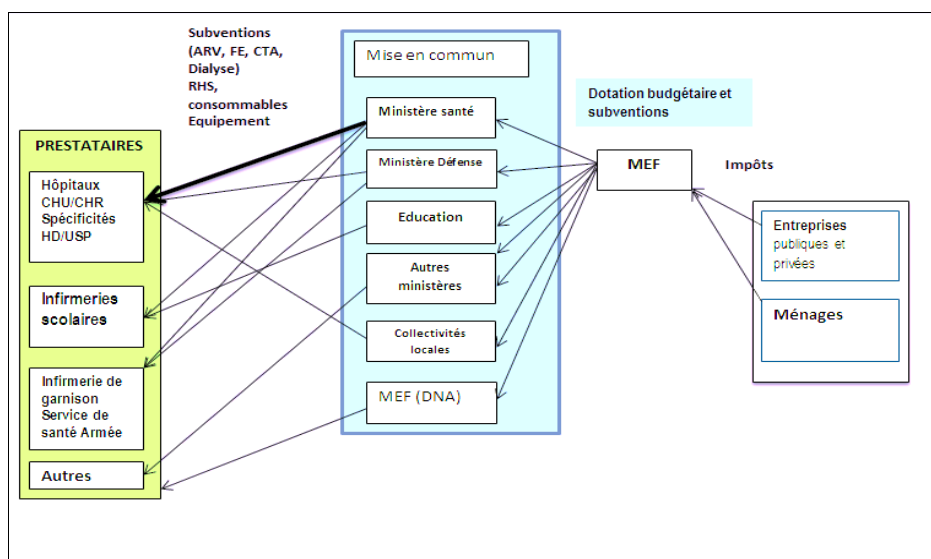 Subventions
(ARV, FE, CTA,
Dialyse)
RHS,
consommables
Equipement
Mise en commun
Dotation budgétaire et
subventions
Ministère santé
PRESTATAIRES
Ministère Défense
MEF
Impôts
Hôpitaux
CHU/CHR
Spécificités
HD/USP
Education
Entreprises
publiques et
privées
Autres
ministères
Infirmeries
scolaires
Ménages
Collectivités
locales
Infirmerie de
garnison
Service de
santé Armée
MEF (DNA)
Autres